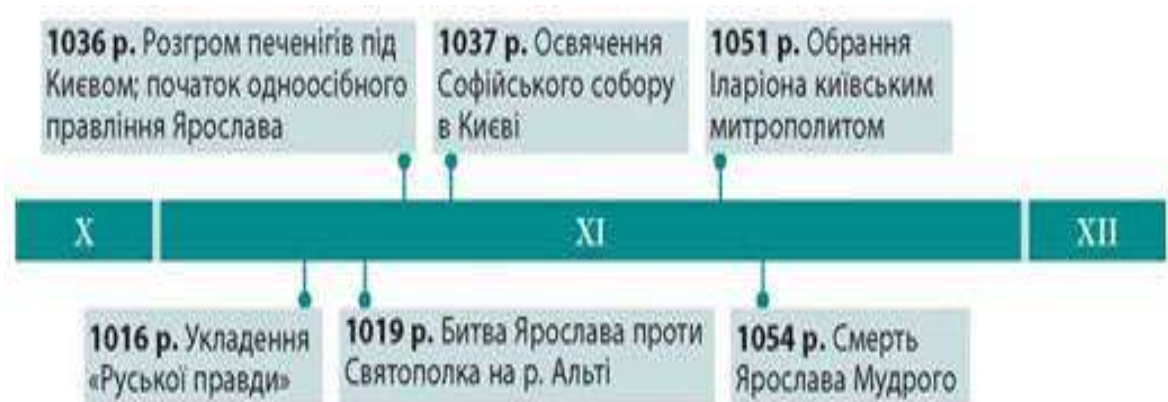 1036 р. Розгром печенігів під
Києвом; початок одноосібного
правління Ярослава
1037 р. Освячення
Софійського собору
в Києві
1051 р. Обрання
Іларіона київським
митрополитом
X
XI
XII
1016 р. Укладення
«Руської правди»
1019 р. Битва Ярослава проти
Святополка на р. Альті
1054 р. Смерть
Ярослава Мудрого